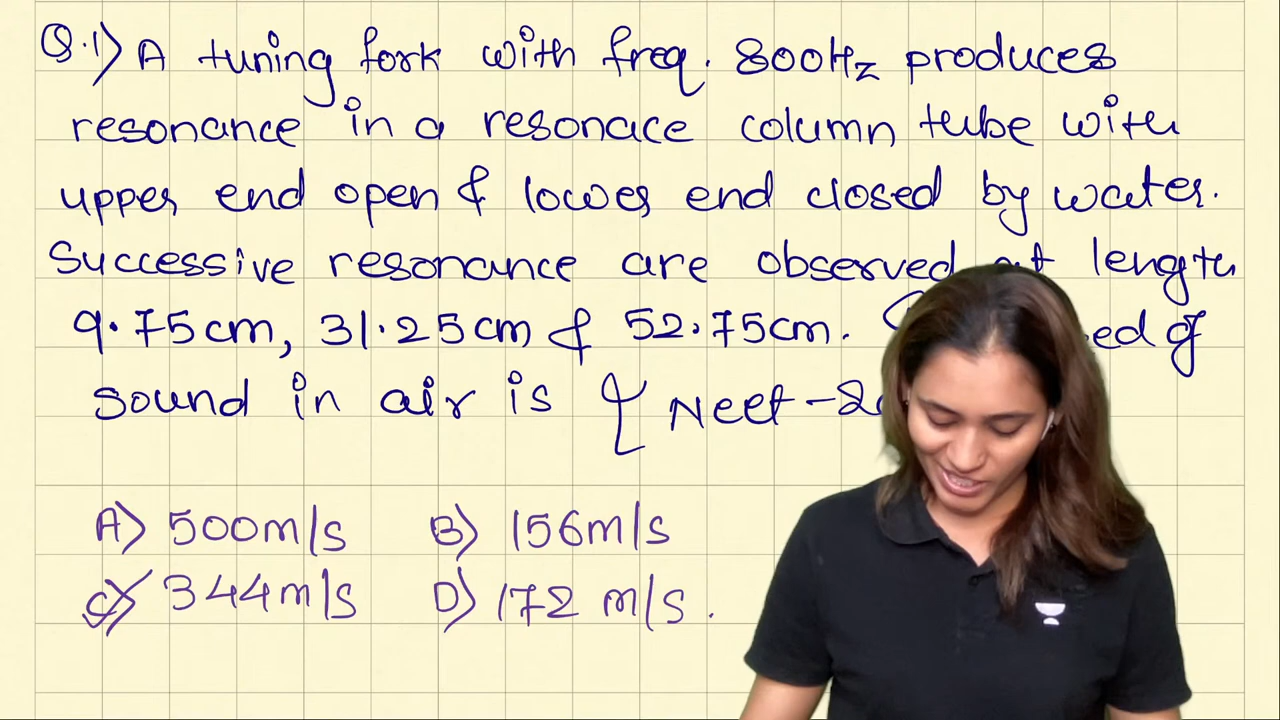 Q.1) A tuning fork with freq. 800Hz produces
resonance in a resonace column tube with
upper end open & lower end closed by water.
Successive resonance are observed at length
9.75cm, 31.25cm & 52.75cm. of
sound in air is { Neet -
A) 500m/s B) 156m/s
C) 344m/s D) 172 m/s.